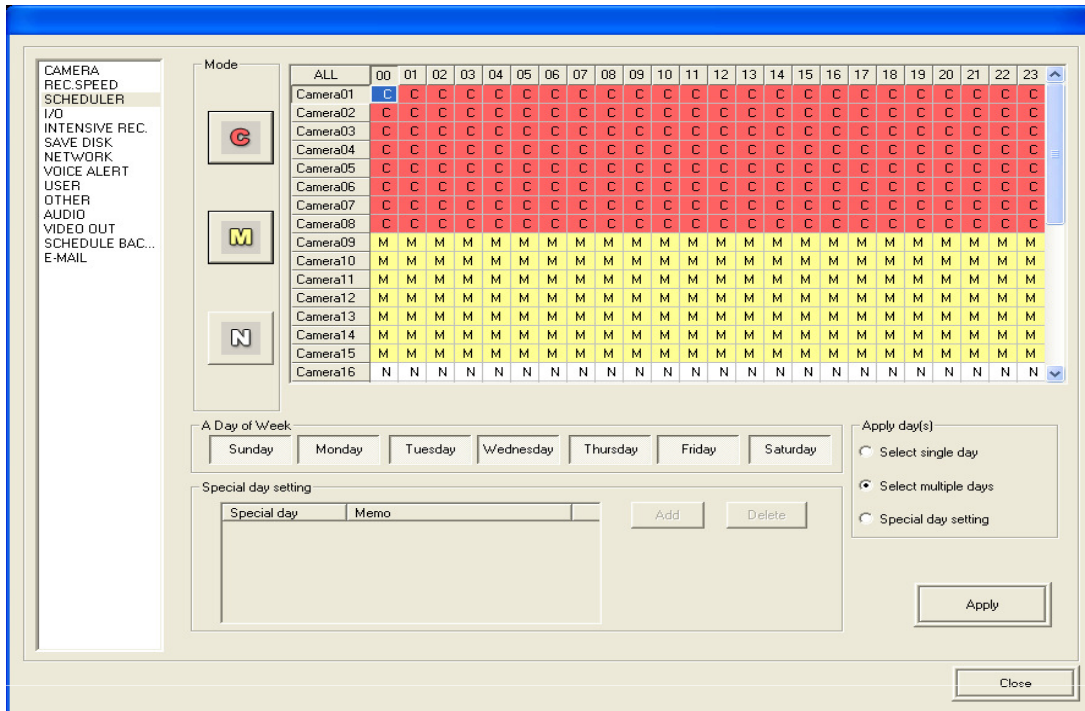 CAMERA
REC.SPEED
SCHEDULER
I/O
INTENSIVE REC.
SAVE DISK
NETWORK
VOICE ALERT
USER
OTHER
AUDIO
VIDEO OUT
SCHEDULE BAC...
E-MAIL
Mode
C
M
N
ALL 00 01 02 03 04 05 06 07 08 09 10 11 12 13 14 15 16 17 18 19 20 21 22 23
Camera01 C C C C C C C C C C C C C C C C C C C C C C C C
Camera02 C C C C C C C C C C C C C C C C C C C C C C C C
Camera03 C C C C C C C C C C C C C C C C C C C C C C C C
Camera04 C C C C C C C C C C C C C C C C C C C C C C C C
Camera05 C C C C C C C C C C C C C C C C C C C C C C C C
Camera06 C C C C C C C C C C C C C C C C C C C C C C C C
Camera07 C C C C C C C C C C C C C C C C C C C C C C C C
Camera08 C C C C C C C C C C C C C C C C C C C C C C C C
Camera09 M M M M M M M M M M M M M M M M M M M M M M M M
Camera10 M M M M M M M M M M M M M M M M M M M M M M M M
Camera11 M M M M M M M M M M M M M M M M M M M M M M M M
Camera12 M M M M M M M M M M M M M M M M M M M M M M M M
Camera13 M M M M M M M M M M M M M M M M M M M M M M M M
Camera14 M M M M M M M M M M M M M M M M M M M M M M M M
Camera15 M M M M M M M M M M M M M M M M M M M M M M M M
Camera16 N N N N N N N N N N N N N N N N N N N N N N N N
A Day of Week
Sunday Monday Tuesday Wednesday Thursday Friday Saturday
Special day setting
Special day Memo
Add Delete
Apply day(s)
Select single day
Select multiple days
Special day setting
Apply
Close